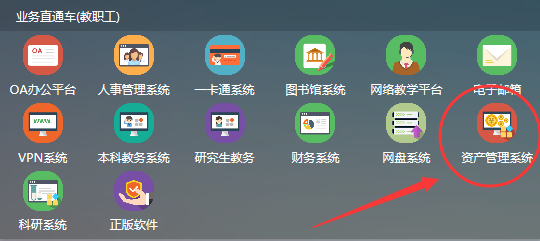 业务直通车(教职工)
OA
OA办公平台 人事管理系统 一卡通系统 图书馆系统 网络教学平台 电子邮箱
WWW
VPN系统 本科教务系统 研究生教务 财务系统 网盘系统 资产管理系统
科研系统 正版软件